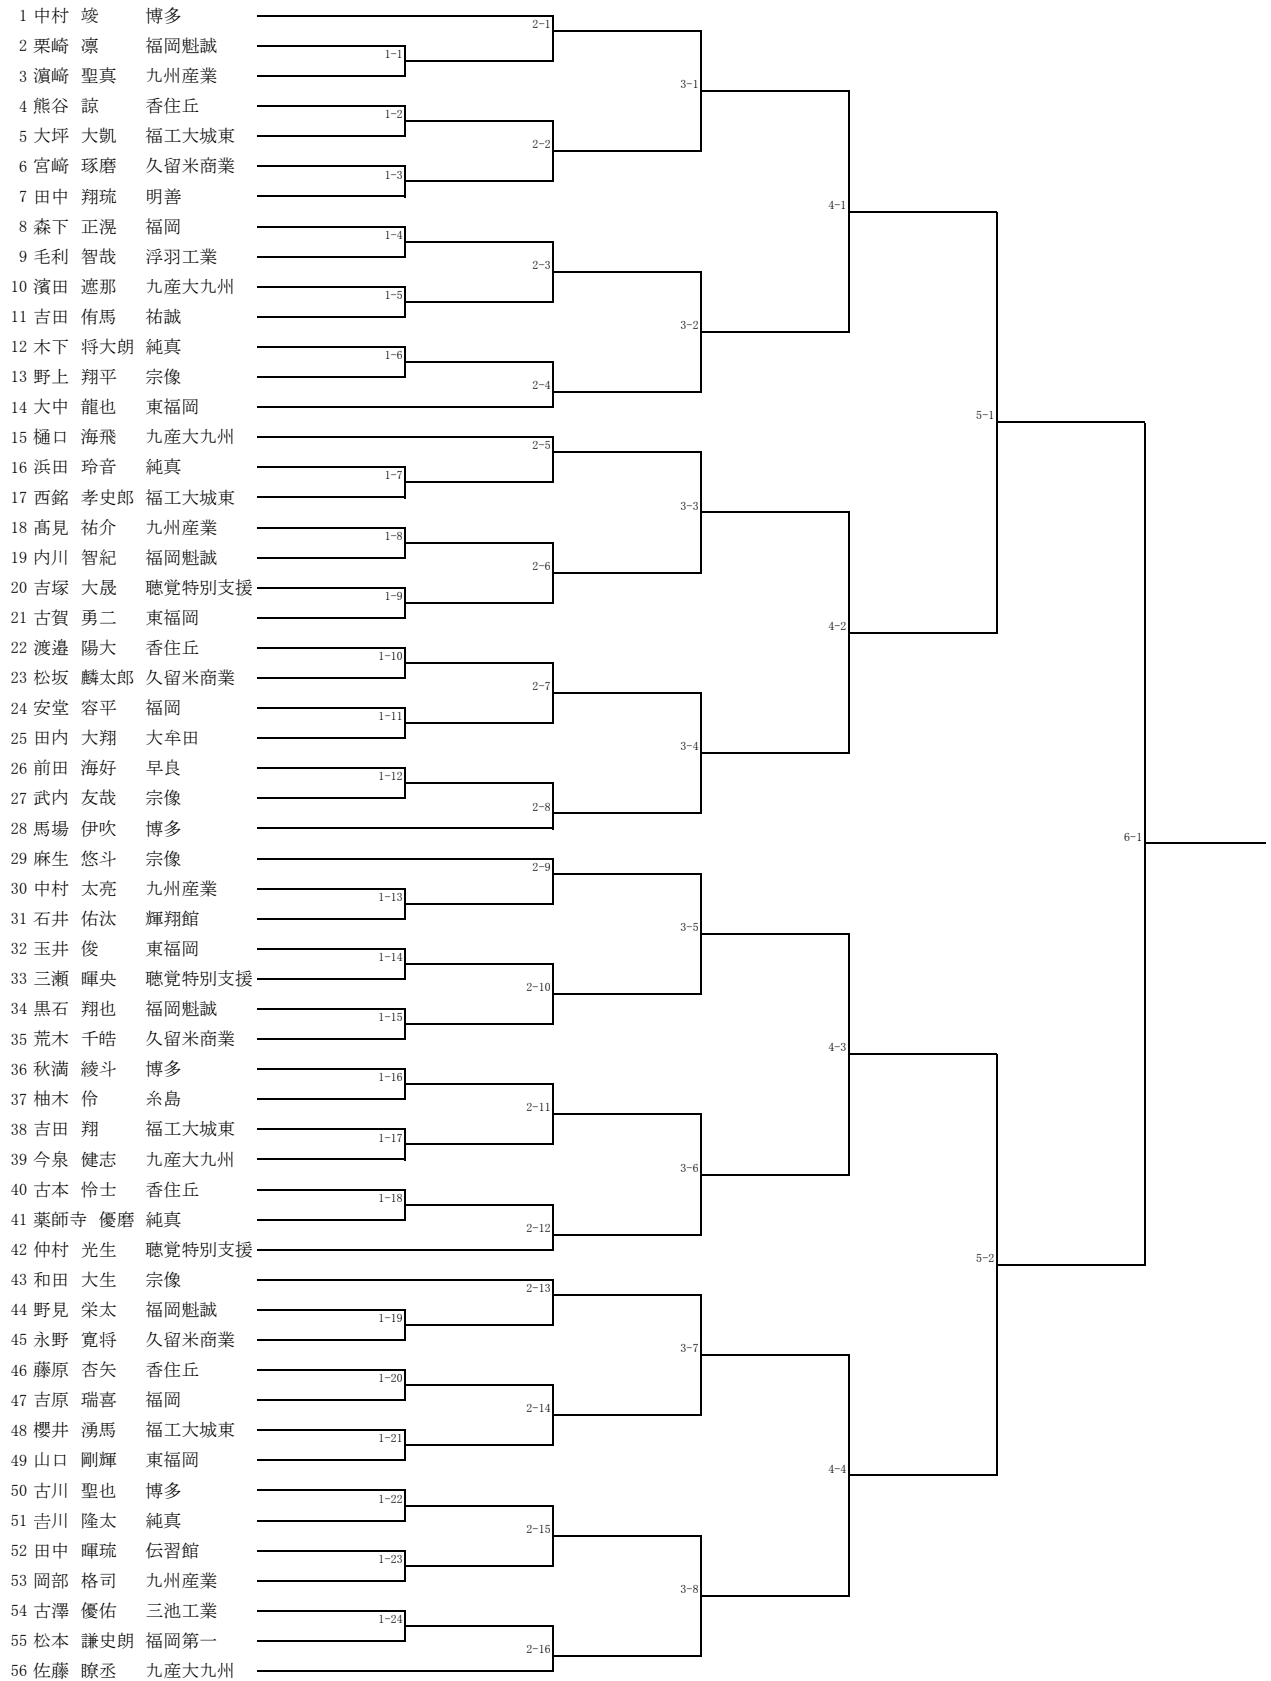 1 中村 竣 博多
2-1
2 栗崎 凛 福岡魁誠
1-1
3 濵﨑 聖真 九州産業
3-1
4 熊谷 諒 香住丘
1-2
5 大坪 大凱 福工大城東
2-2
6 宮﨑 琢磨 久留米商業
1-3
7 田中 翔琉 明善
4-1
8 森下 正滉 福岡
1-4
9 毛利 智哉 浮羽工業
2-3
10 濱田 遮那 九産大九州
1-5
11 吉田 侑馬 祐誠
3-2
12 木下 将大朗 純真
1-6
13 野上 翔平 宗像
2-4
14 大中 龍也 東福岡
5-1
15 樋口 海飛 九産大九州
2-5
16 浜田 玲音 純真
1-7
17 西銘 孝史郎 福工大城東
3-3
18 髙見 祐介 九州産業
1-8
19 内川 智紀 福岡魁誠
2-6
20 吉塚 大晟 聴覚特別支援
1-9
21 古賀 勇二 東福岡
4-2
22 渡邉 陽大 香住丘
1-10
23 松坂 麟太郎 久留米商業
2-7
24 安堂 容平 福岡
1-11
25 田内 大翔 大牟田
3-4
26 前田 海好 早良
1-12
27 武内 友哉 宗像
2-8
28 馬場 伊吹 博多
6-1
29 麻生 悠斗 宗像
2-9
30 中村 太亮 九州産業
1-13
31 石井 佑汰 輝翔館
3-5
32 玉井 俊 東福岡
1-14
33 三瀬 暉央 聴覚特別支援
2-10
34 黒石 翔也 福岡魁誠
1-15
35 荒木 千皓 久留米商業
4-3
36 秋満 綾斗 博多
1-16
37 柚木 伶 糸島
2-11
38 吉田 翔 福工大城東
1-17
39 今泉 健志 九産大九州
3-6
40 古本 怜士 香住丘
1-18
41 薬師寺 優磨 純真
2-12
42 仲村 光生 聴覚特別支援
5-2
43 和田 大生 宗像
2-13
44 野見 栄太 福岡魁誠
1-19
45 永野 寛将 久留米商業
3-7
46 藤原 杏矢 香住丘
1-20
47 吉原 瑞喜 福岡
2-14
48 櫻井 湧馬 福工大城東
1-21
49 山口 剛輝 東福岡
4-4
50 古川 聖也 博多
1-22
51 𠮷川 隆太 純真
2-15
52 田中 暉琉 伝習館
1-23
53 岡部 格司 九州産業
3-8
54 古澤 優佑 三池工業
1-24
55 松本 謙史朗 福岡第一
2-16
56 佐藤 瞭丞 九産大九州